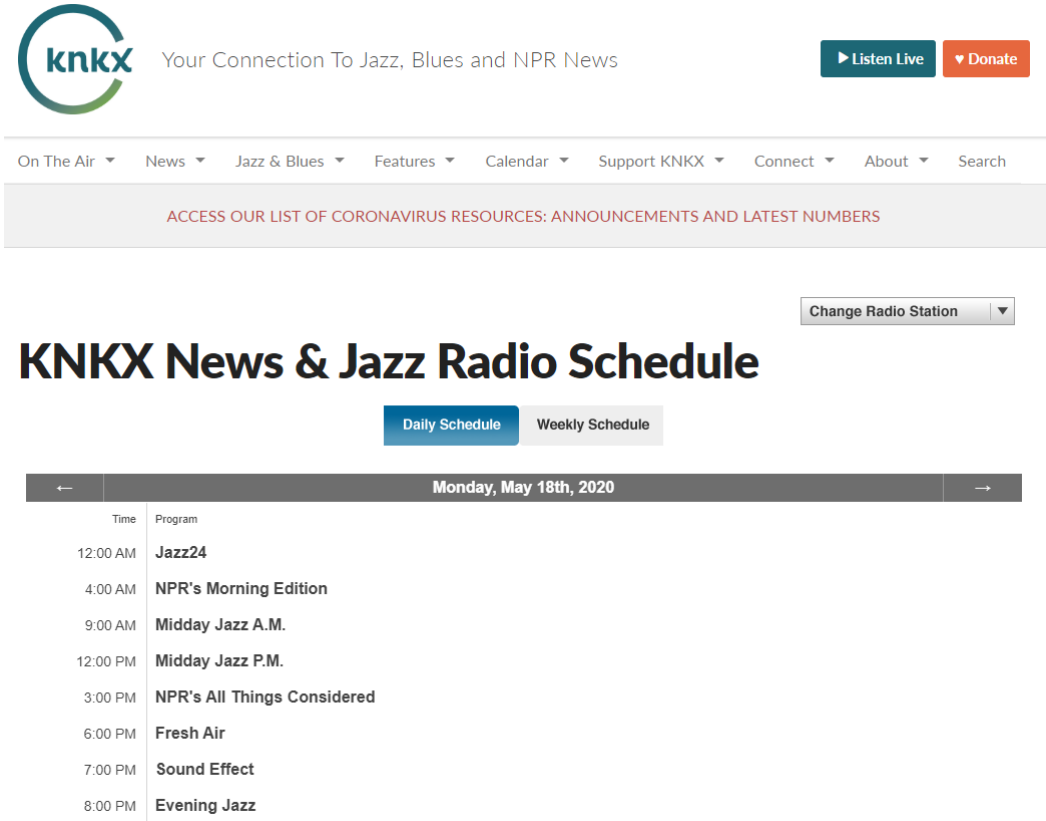 knkx
Your Connection To Jazz, Blues and NPR News
Listen Live
♥ Donate
On The Air
News
Jazz & Blues
Features
Calendar
Support KNKX
Connect
About
Search
ACCESS OUR LIST OF CORONAVIRUS RESOURCES: ANNOUNCEMENTS AND LATEST NUMBERS
Change Radio Station
KNKX News & Jazz Radio Schedule
Daily Schedule
Weekly Schedule
← Monday, May 18th, 2020 →
Time Program
12:00 AM Jazz24
4:00 AM NPR's Morning Edition
9:00 AM Midday Jazz A.M.
12:00 PM Midday Jazz P.M.
3:00 PM NPR's All Things Considered
6:00 PM Fresh Air
7:00 PM Sound Effect
8:00 PM Evening Jazz